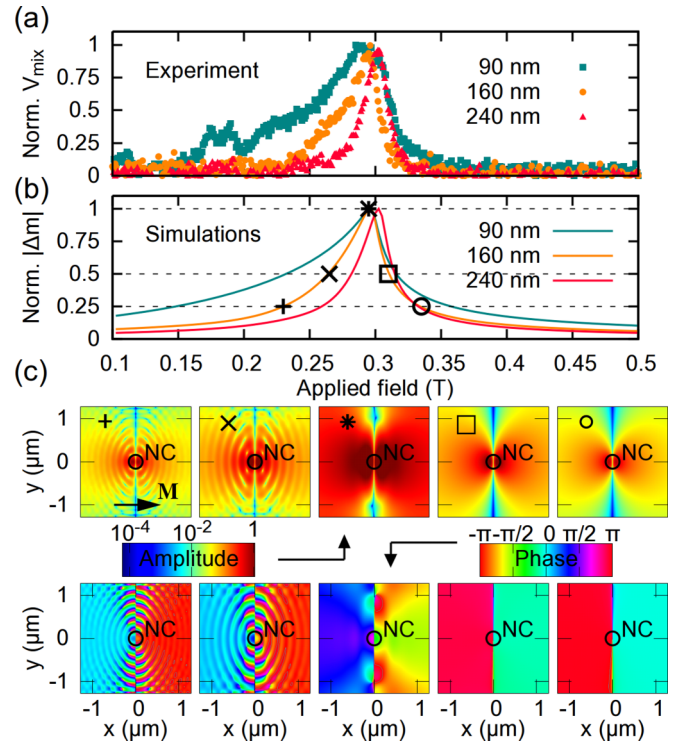 (a)
Norm. Vmix
1
0.75
0.5
0.25
0
Experiment
90 nm
160 nm
240 nm
(b)
Norm. |Δm|
1
0.75
0.5
0.25
0
Simulations
90 nm
160 nm
240 nm
0.1 0.15 0.2 0.25 0.3 0.35 0.4 0.45 0.5
Applied field (T)
(c)
y (μm)
1
0
-1
NC
M
NC
NC
NC
NC
10-4 10-2 1
Amplitude
-π -π/2 0 π/2 π
Phase
y (μm)
1
0
-1
NC
NC
NC
NC
NC
-1 0 1
-1 0 1
-1 0 1
-1 0 1
-1 0 1
x (μm)
x (μm)
x (μm)
x (μm)
x (μm)